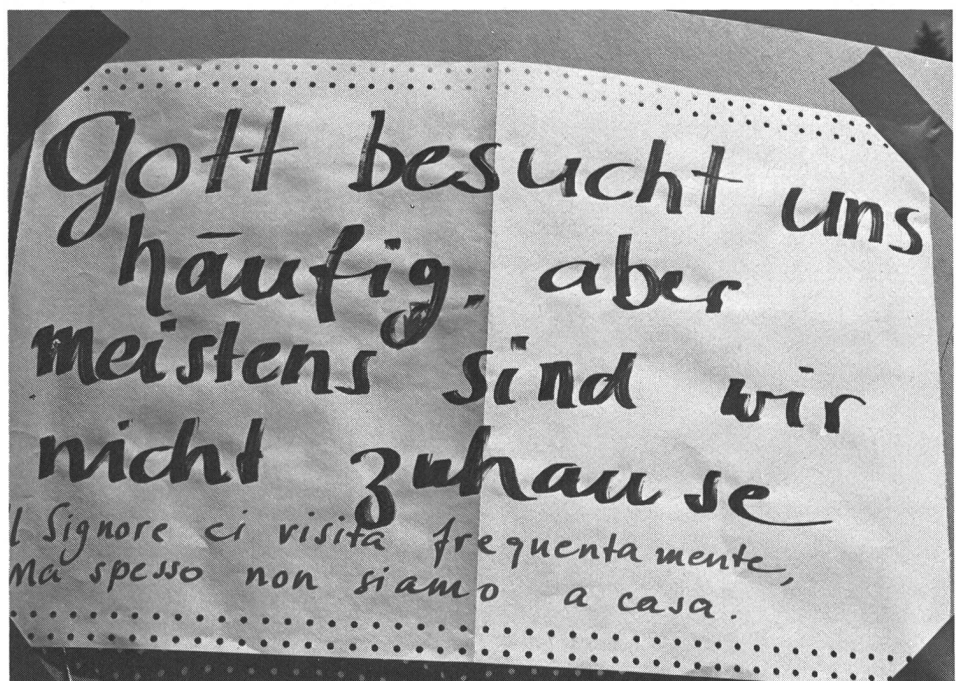 Gott besucht uns
häufig, aber
meistens sind wir
nicht zuhause
Il Signore ci visita frequentamente,
Ma spesso non siamo a casa.